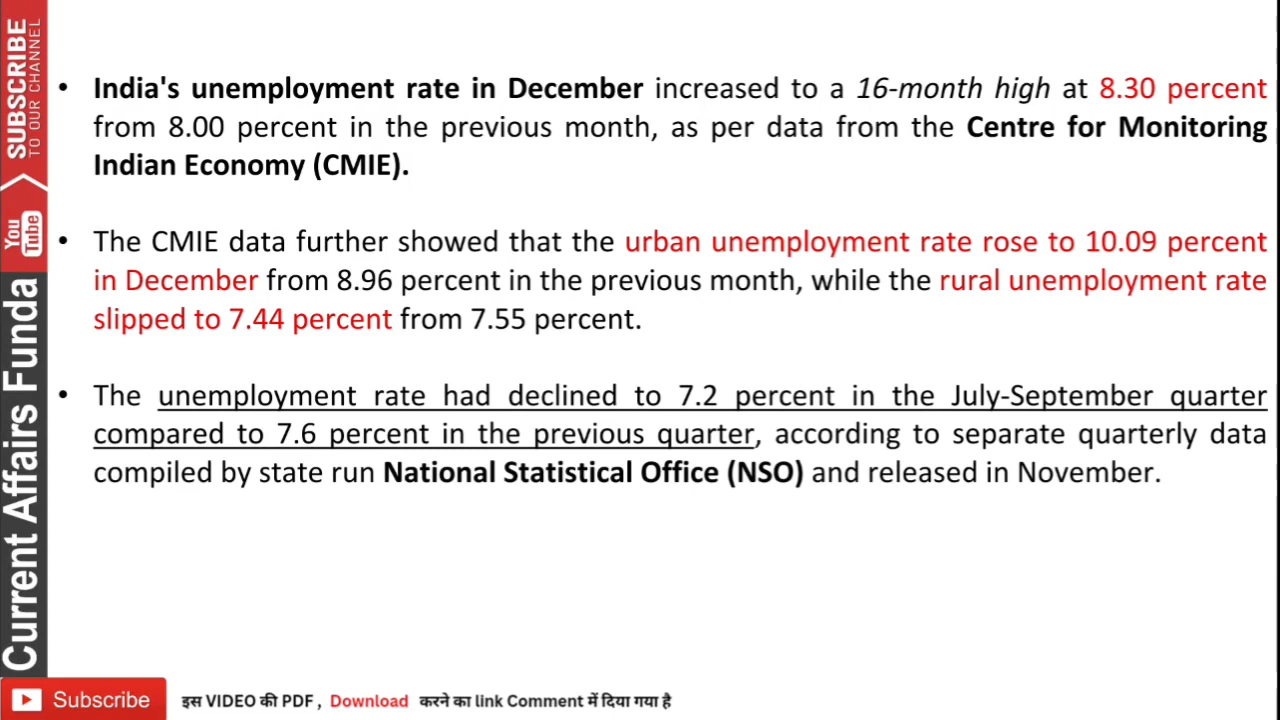 SUBSCRIBE
TO OUR CHANNEL
You
Tube
Current Affairs Funda
• India's unemployment rate in December increased to a 16-month high at 8.30 percent
from 8.00 percent in the previous month, as per data from the Centre for Monitoring
Indian Economy (CMIE).
• The CMIE data further showed that the urban unemployment rate rose to 10.09 percent
in December from 8.96 percent in the previous month, while the rural unemployment rate
slipped to 7.44 percent from 7.55 percent.
• The unemployment rate had declined to 7.2 percent in the July-September quarter
compared to 7.6 percent in the previous quarter, according to separate quarterly data
compiled by state run National Statistical Office (NSO) and released in November.
Subscribe इस VIDEO की PDF , Download करने का link Comment में दिया गया है